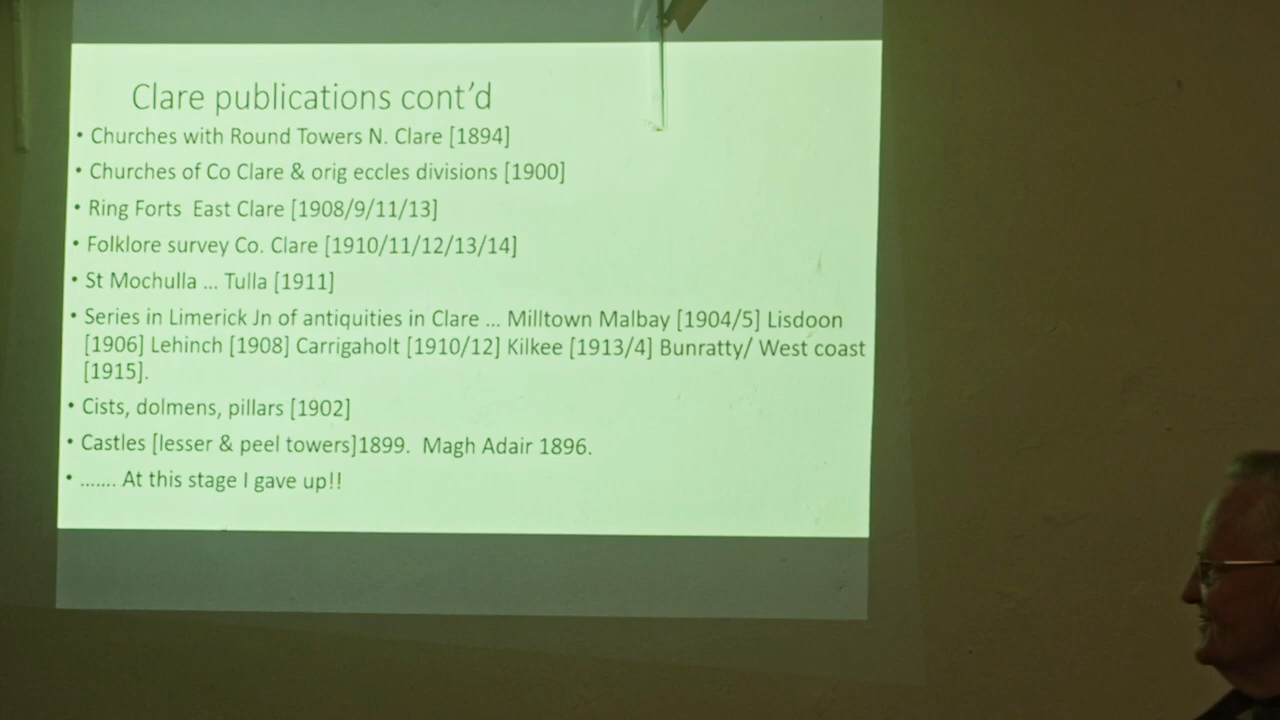 Clare publications cont'd
• Churches with Round Towers N. Clare [1894]
• Churches of Co Clare & orig eccles divisions [1900]
• Ring Forts East Clare [1908/9/11/13]
• Folklore survey Co. Clare [1910/11/12/13/14]
• St Mochulla ... Tulla [1911]
• Series in Limerick Jn of antiquities in Clare ... Milltown Malbay [1904/5] Lisdoon
[1906] Lehinch [1908] Carrigaholt [1910/12] Kilkee [1913/4] Bunratty/ West coast
[1915].
• Cists, dolmens, pillars [1902]
• Castles [lesser & peel towers]1899. Magh Adair 1896.
• ....... At this stage I gave up!!